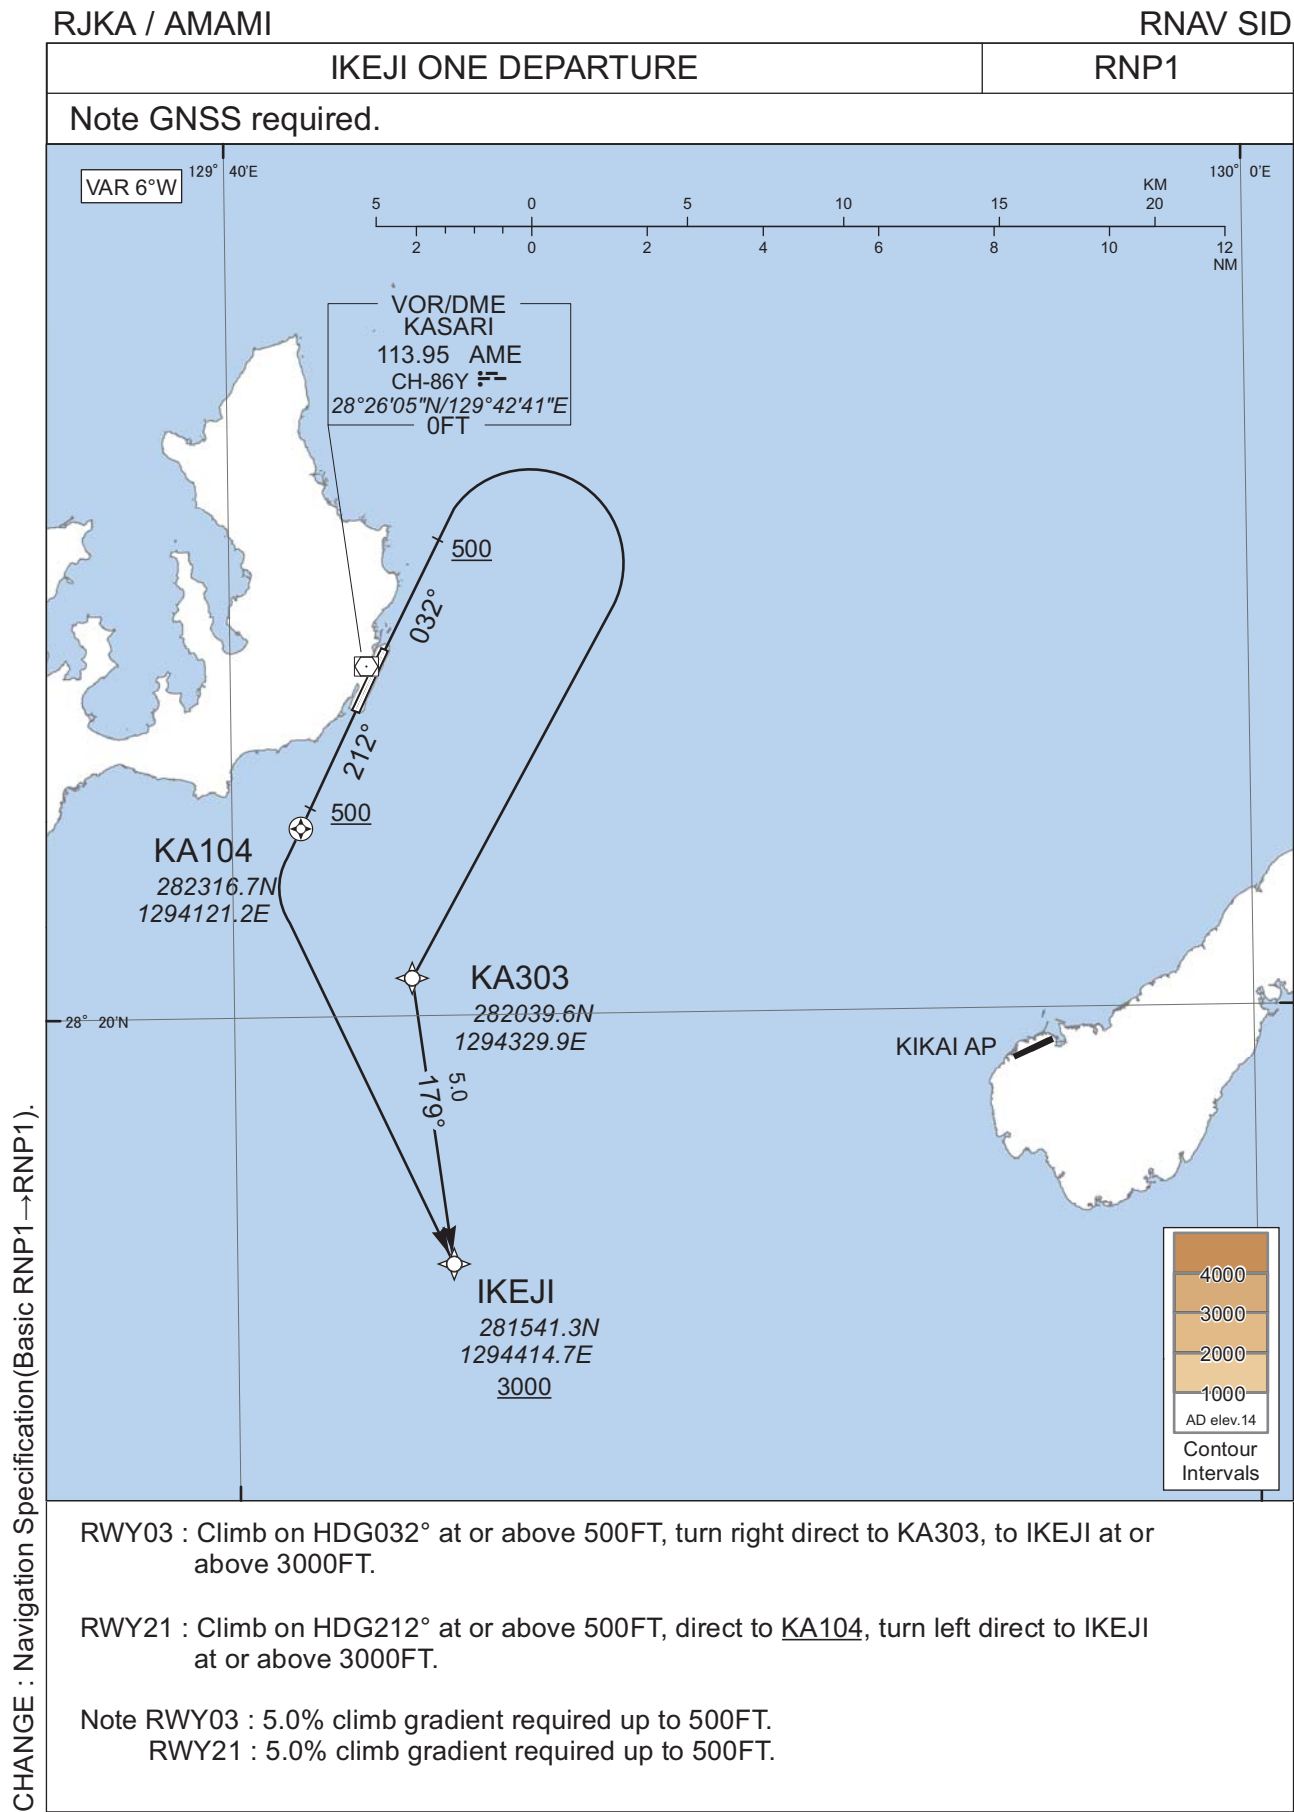 RJKA / AMAMI
RNAV SID
IKEJI ONE DEPARTURE
RNP1
Note GNSS required.
VAR 6°W
129° 40'E
130° 0'E
KM
5 0 5 10 15 20
2 0 2 4 6 8 10 12
NM
VOR/DME
KASARI
113.95 AME
CH-86Y
28°26'05"N/129°42'41"E
0FT
500
032°
212°
500
KA104
282316.7N
1294121.2E
KA303
282039.6N
1294329.9E
28° 20'N
KIKAI AP
5.0
179°
IKEJI
281541.3N
1294414.7E
3000
4000
3000
2000
1000
AD elev.14
Contour
Intervals
RWY03 : Climb on HDG032° at or above 500FT, turn right direct to KA303, to IKEJI at or
above 3000FT.
RWY21 : Climb on HDG212° at or above 500FT, direct to KA104, turn left direct to IKEJI
at or above 3000FT.
Note RWY03 : 5.0% climb gradient required up to 500FT.
RWY21 : 5.0% climb gradient required up to 500FT.
CHANGE : Navigation Specification(Basic RNP1→RNP1).